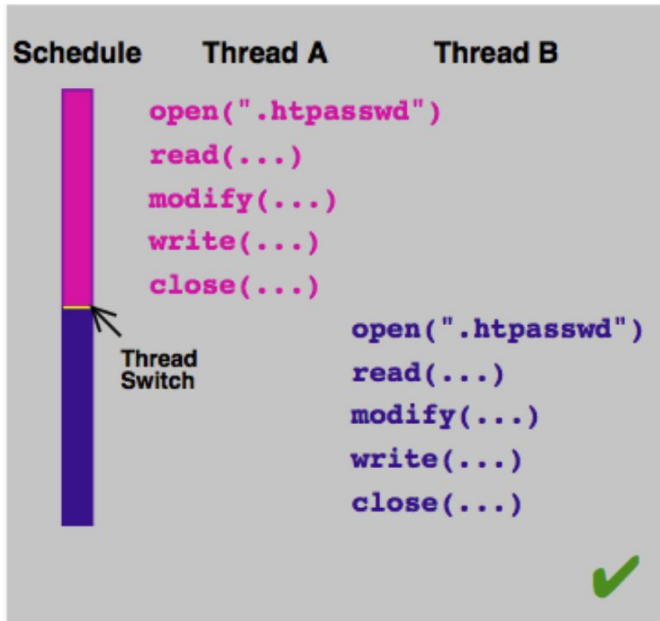 Schedule Thread A Thread B
open(".htpasswd")
read(...)
modify(...)
write(...)
close(...)
Thread
Switch
open(".htpasswd")
read(...)
modify(...)
write(...)
close(...)